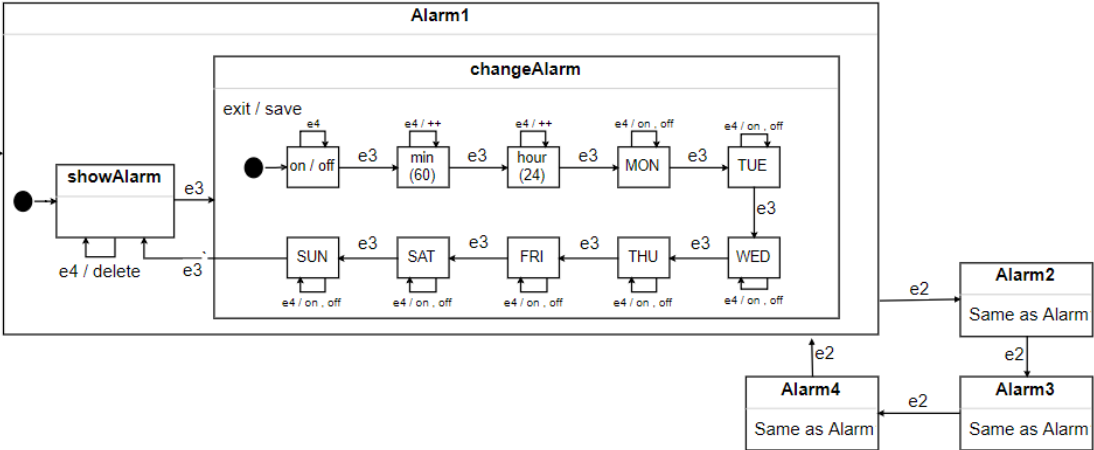 Alarm1
changeAlarm
exit / save
e4
e4 / ++
e4 / ++
e4 / on , off
e4 / on , off
on / off
e3
min
(60)
e3
hour
(24)
e3
MON
e3
TUE
showAlarm
e3
e3
SUN
e3
SAT
e3
FRI
e3
THU
e3
WED
e4 / delete
e3
e4 / on , off
e4 / on , off
e4 / on , off
e4 / on , off
e4 / on , off
e2
Alarm2
Same as Alarm
e2
e2
Alarm4
Same as Alarm
e2
Alarm3
Same as Alarm